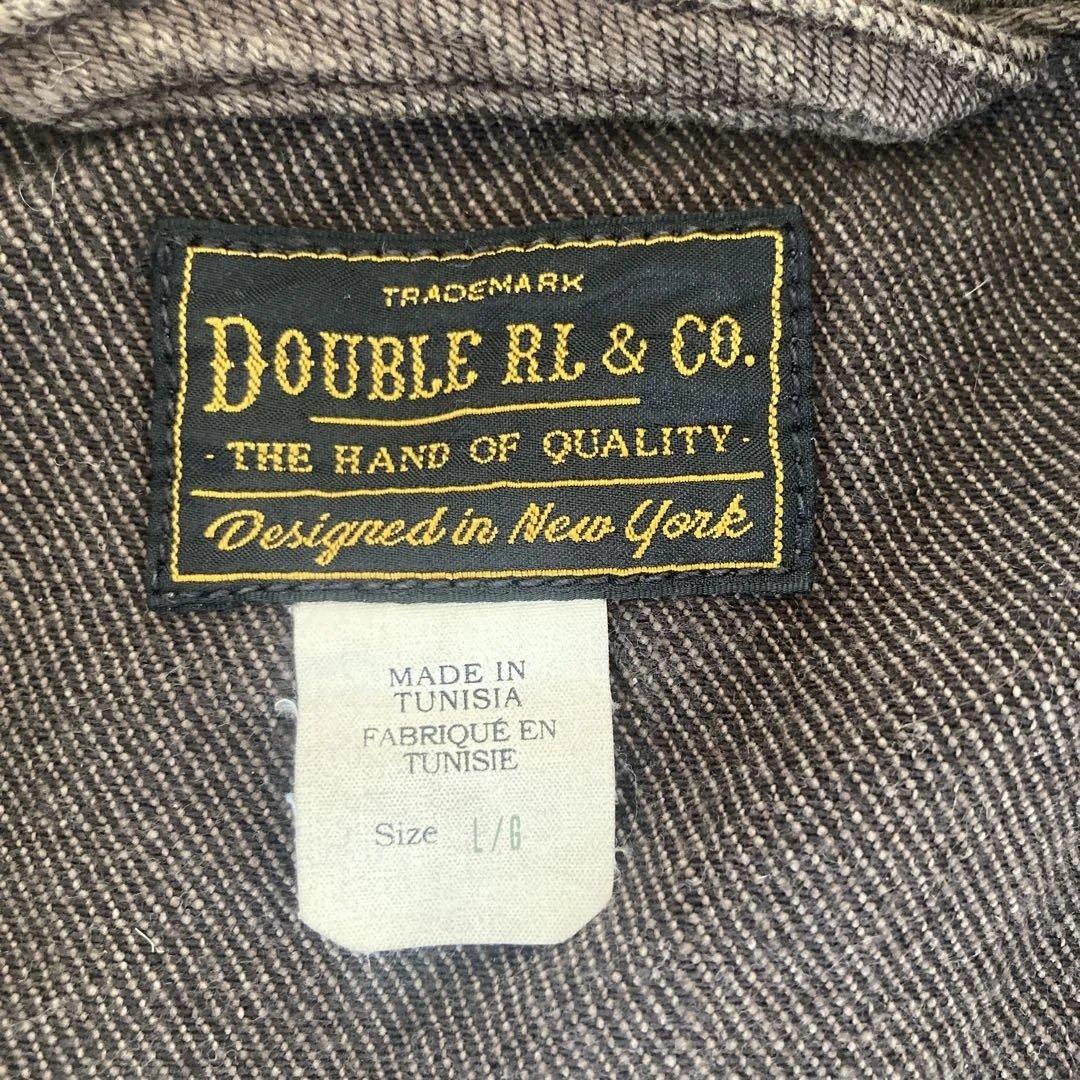 TRADEMARK
DOUBLE RL & CO.
· THE HAND OF QUALITY ·
Designed in New York
MADE IN
TUNISIA
FABRIQUÉ EN
TUNISIE
Size L/G